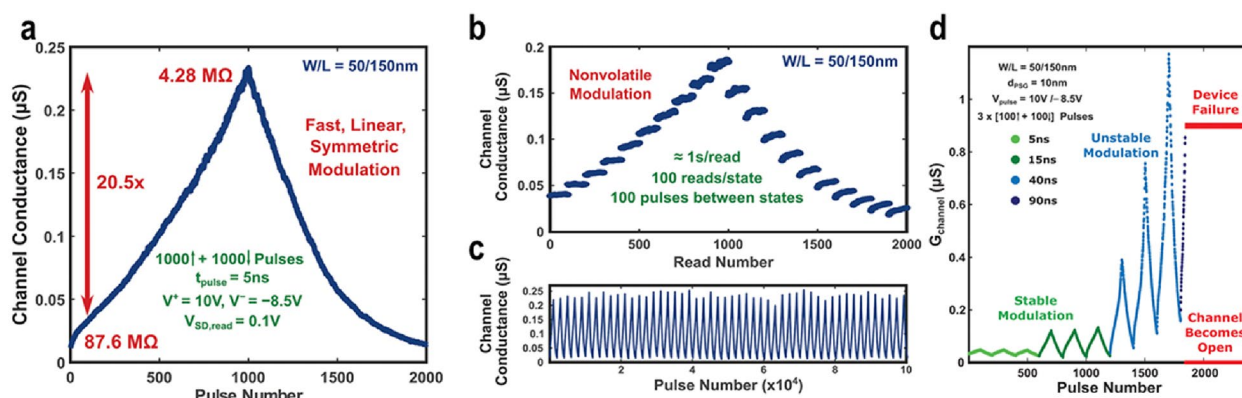 a
0.25
0.2
0.15
0.1
0.05
0
Channel Conductance (µS)
4.28 MΩ
W/L = 50/150nm
Fast, Linear,
Symmetric
Modulation
20.5x
1000↑ + 1000↓ Pulses
t_pulse = 5ns
V⁺ = 10V, V⁻ = −8.5V
V_SD,read = 0.1V
87.6 MΩ
0 500 1000 1500 2000
Pulse Number
b
0.2
0.15
0.1
0.05
0
Channel
Conductance (µS)
Nonvolatile
Modulation
W/L = 50/150nm
≈ 1s/read
100 reads/state
100 pulses between states
0 500 1000 1500 2000
Read Number
c
0.25
0.2
0.15
0.1
0.05
0
Channel
Conductance (µS)
2 4 6 8 10
Pulse Number (x10⁴)
d
1
0.8
0.6
0.4
0.2
0
G_channel (µS)
W/L = 50/150nm
d_PSG = 10nm
V_pulse = 10V/−8.5V
3 x [100↑ + 100↓] Pulses
5ns
15ns
40ns
90ns
Unstable
Modulation
Device
Failure
Stable
Modulation
Channel
Becomes
Open
0 500 1000 1500 2000
Pulse Number